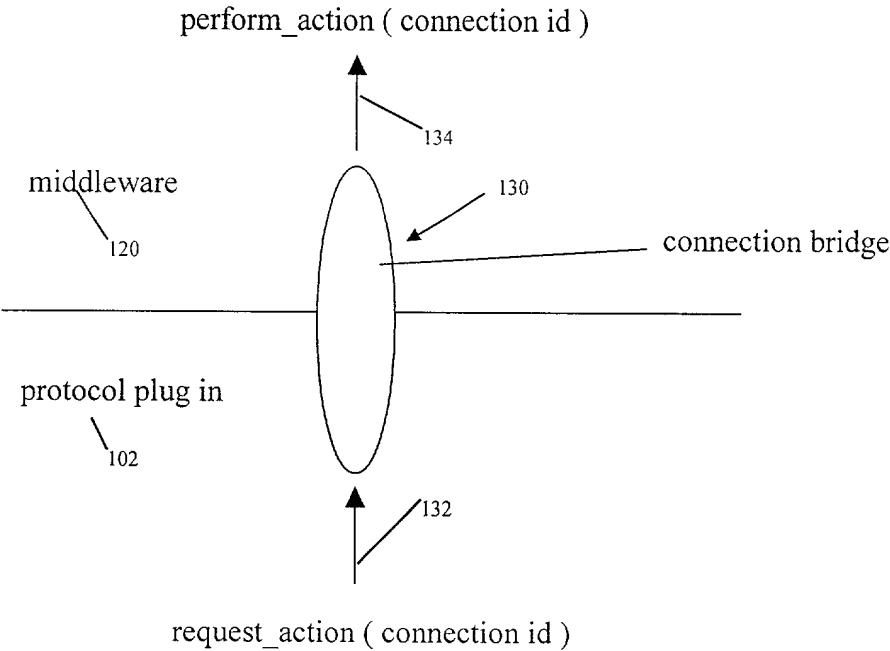 perform_action ( connection id )
134
middleware
130
120
connection bridge
protocol plug in
102
132
request_action ( connection id )